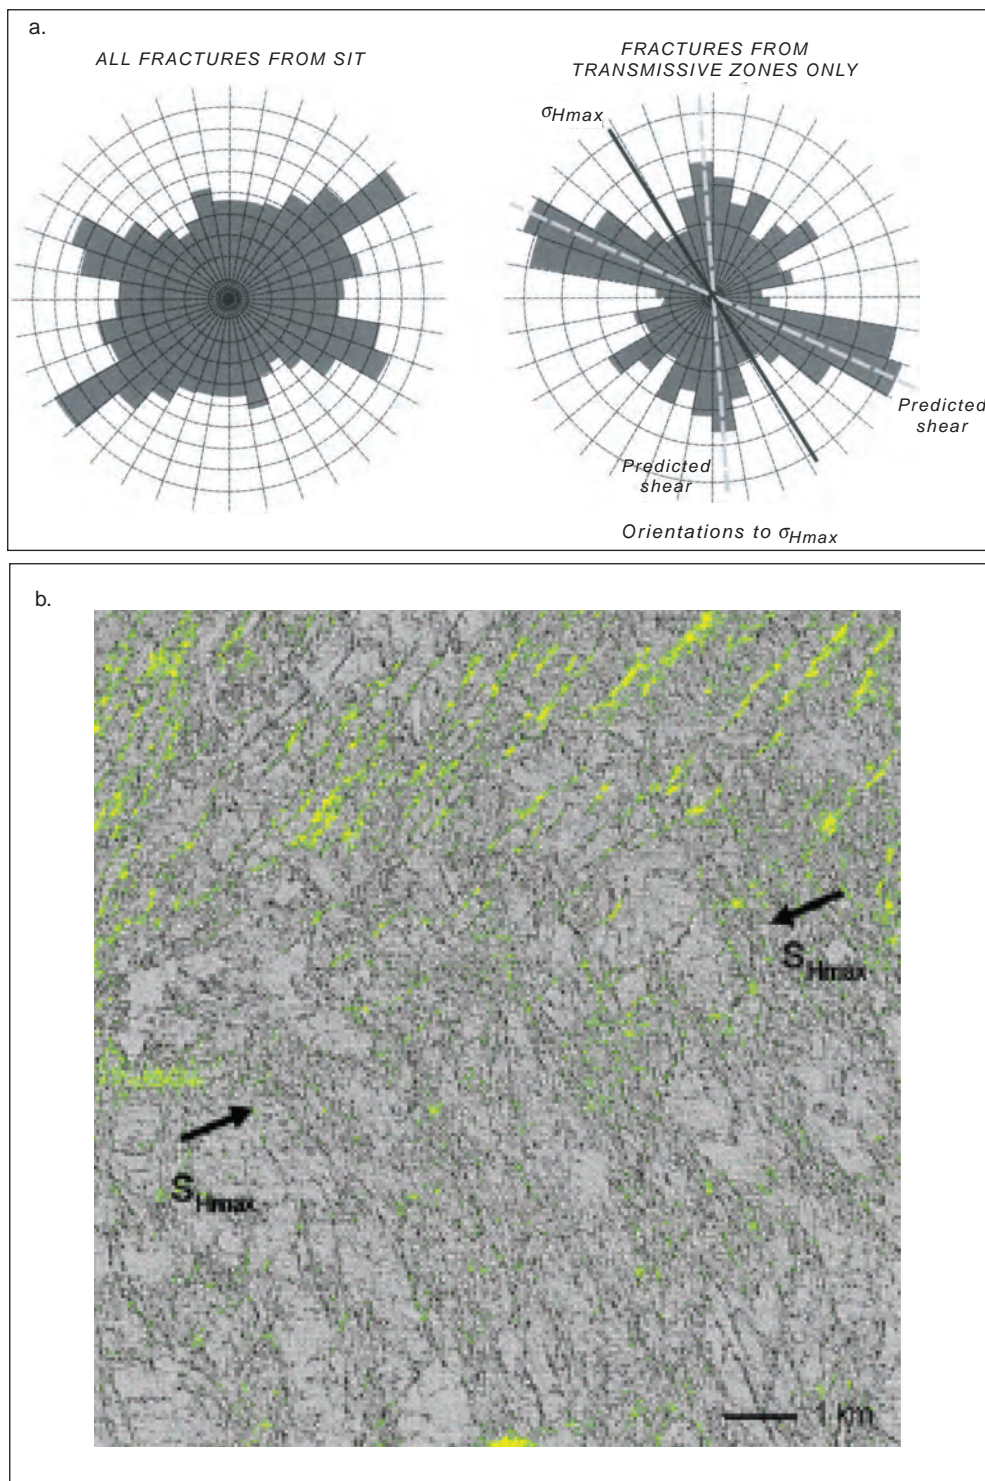 a.
ALL FRACTURES FROM SIT
FRACTURES FROM
TRANSMISSIVE ZONES ONLY
σHmax
Predicted
shear
Predicted
shear
Orientations to σHmax
b.
SHmax
SHmax
1 km